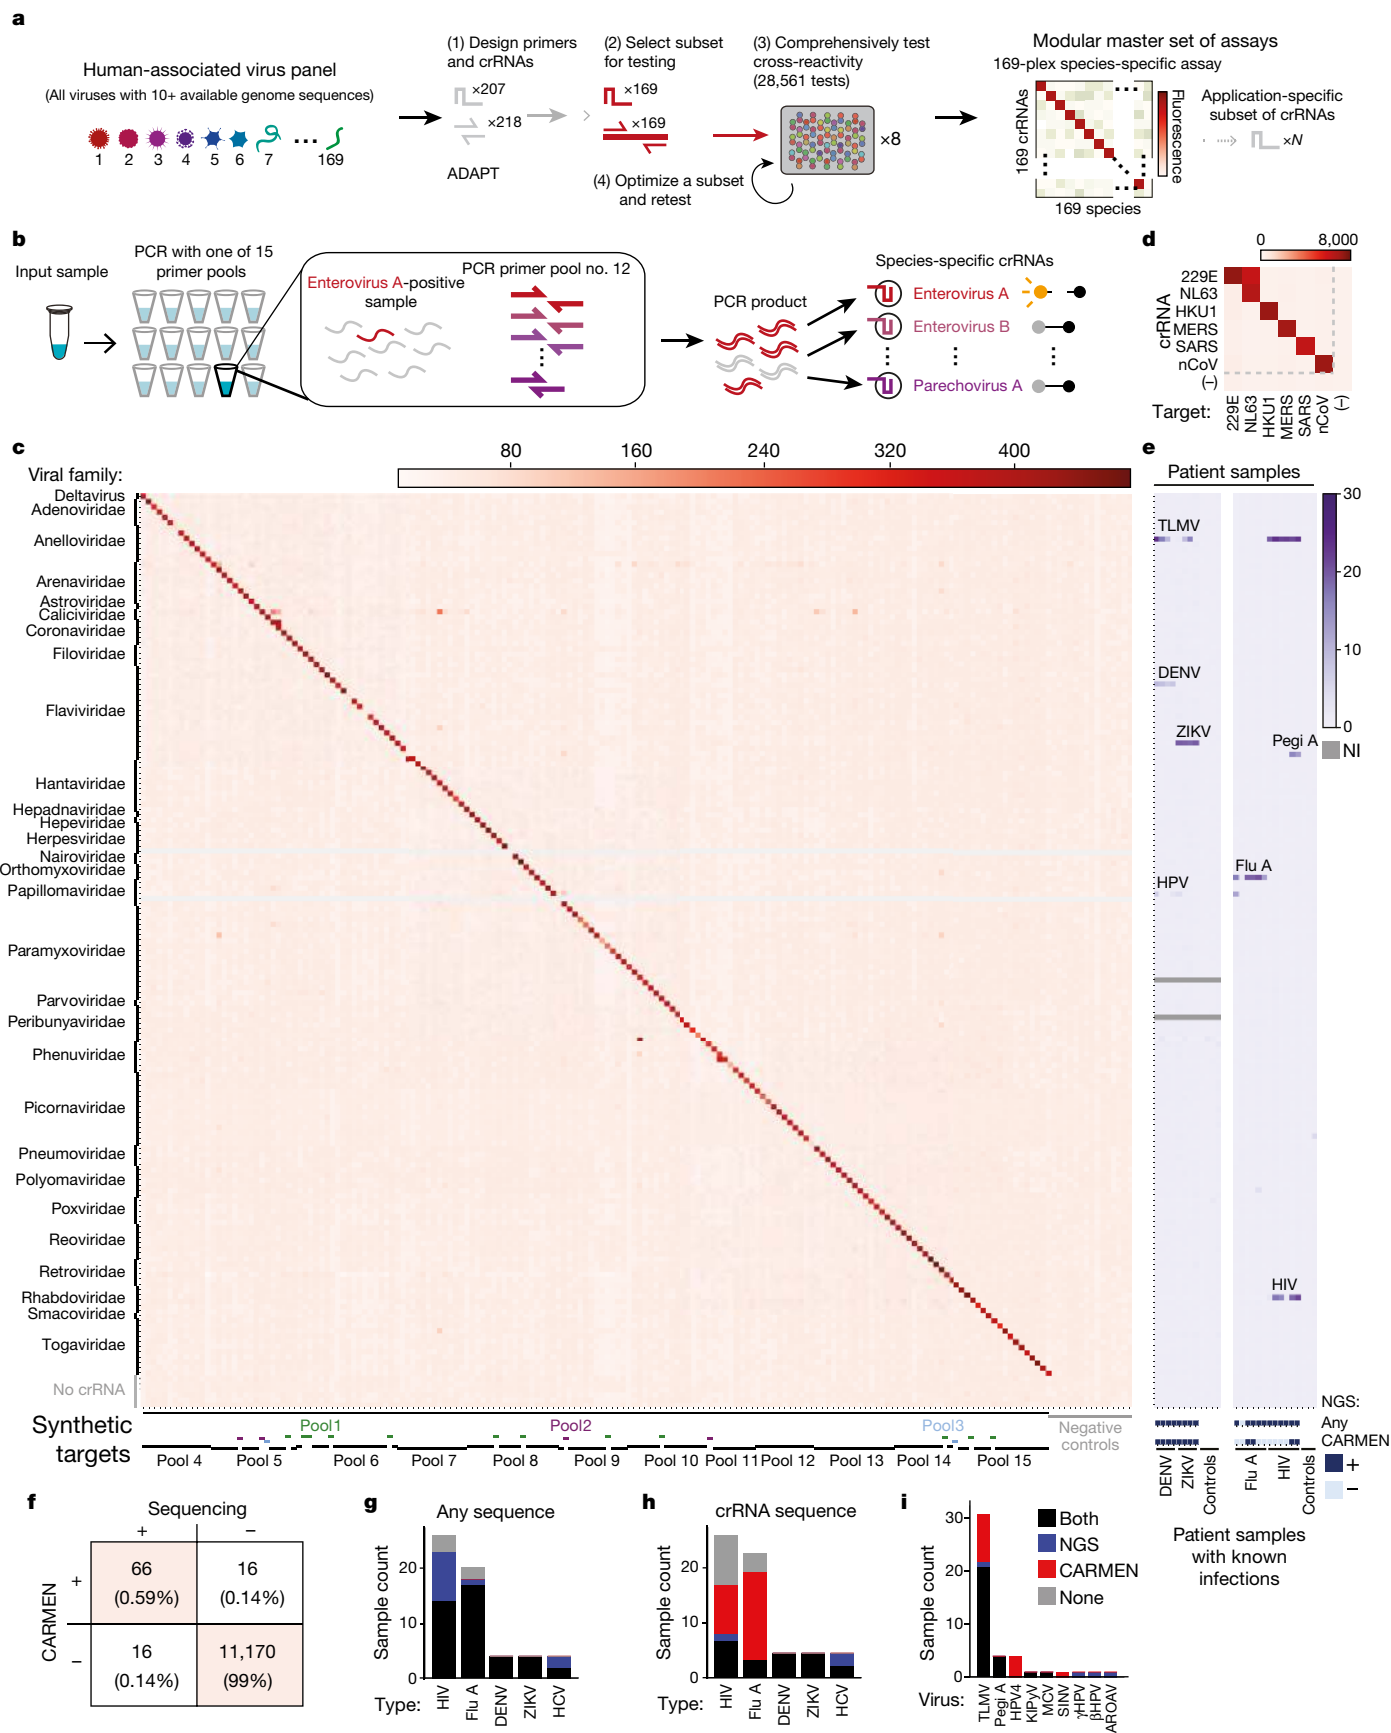 a
Human-associated virus panel
(All viruses with 10+ available genome sequences)
1 2 3 4 5 6 7 ... 169
(1) Design primers
and crRNAs
×207
×218
ADAPT
(2) Select subset
for testing
×169
×169
(3) Comprehensively test
cross-reactivity
(28,561 tests)
×8
(4) Optimize a subset
and retest
Modular master set of assays
169-plex species-specific assay
169 crRNAs
169 species
Fluorescence
Application-specific
subset of crRNAs
×N
b
Input sample
PCR with one of 15
primer pools
Enterovirus A-positive
sample
PCR primer pool no. 12
PCR product
Species-specific crRNAs
Enterovirus A
Enterovirus B
Parechovirus A
d
0 8,000
crRNA
229E
NL63
HKU1
MERS
SARS
nCoV
(–)
Target:
229E
NL63
HKU1
MERS
SARS
nCoV
(–)
c
80 160 240 320 400
Viral family:
Deltavirus
Adenoviridae
Anelloviridae
Arenaviridae
Astroviridae
Caliciviridae
Coronaviridae
Filoviridae
Flaviviridae
Hantaviridae
Hepadnaviridae
Hepeviridae
Herpesviridae
Nairoviridae
Orthomyxoviridae
Papillomaviridae
Paramyxoviridae
Parvoviridae
Peribunyaviridae
Phenuviridae
Picornaviridae
Pneumoviridae
Polyomaviridae
Poxviridae
Reoviridae
Retroviridae
Rhabdoviridae
Smacoviridae
Togaviridae
No crRNA
Synthetic
targets
Pool1 Pool2 Pool3
Pool 4 Pool 5 Pool 6 Pool 7 Pool 8 Pool 9 Pool 10 Pool 11 Pool 12 Pool 13 Pool 14 Pool 15
Negative
controls
e
Patient samples
TLMV
DENV
ZIKV
Pegi A
Flu A
HPV
HIV
30
20
10
0
NI
NGS:
Any
CARMEN
+
–
DENV
ZIKV
Controls
Flu A
HIV
Controls
Patient samples
with known
infections
f
Sequencing
+ –
CARMEN
+
66
(0.59%)
16
(0.14%)
–
16
(0.14%)
11,170
(99%)
g
Any sequence
Sample count
20
10
0
Type:
HIV
Flu A
DENV
ZIKV
HCV
h
crRNA sequence
Sample count
20
10
0
Type:
HIV
Flu A
DENV
ZIKV
HCV
i
Sample count
30
20
10
0
Both
NGS
CARMEN
None
Virus:
TLMV
Pegi A
HPV4
KIPyV
MCV
SINV
γHPV
βHPV
AROAV